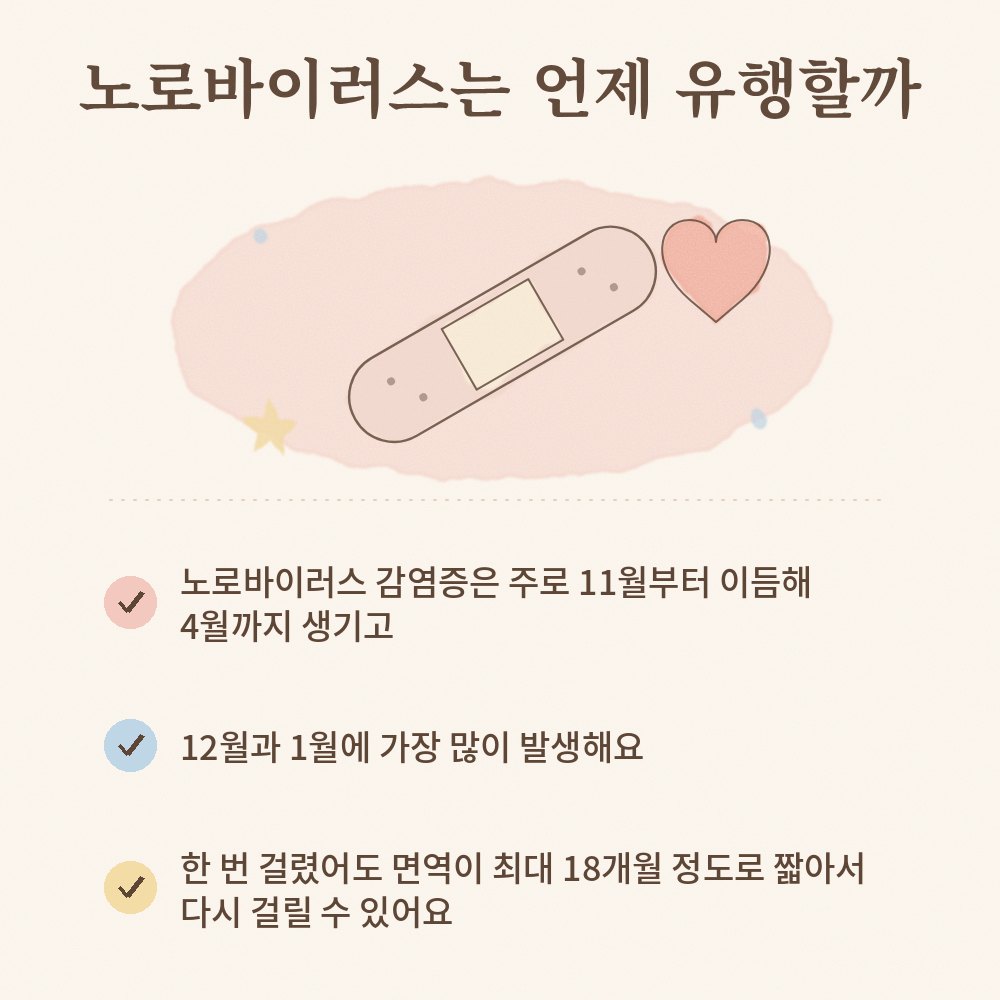 노로바이러스는 언제 유행할까
노로바이러스 감염증은 주로 11월부터 이듬해
4월까지 생기고
12월과 1월에 가장 많이 발생해요
한 번 걸렸어도 면역이 최대 18개월 정도로 짧아서
다시 걸릴 수 있어요